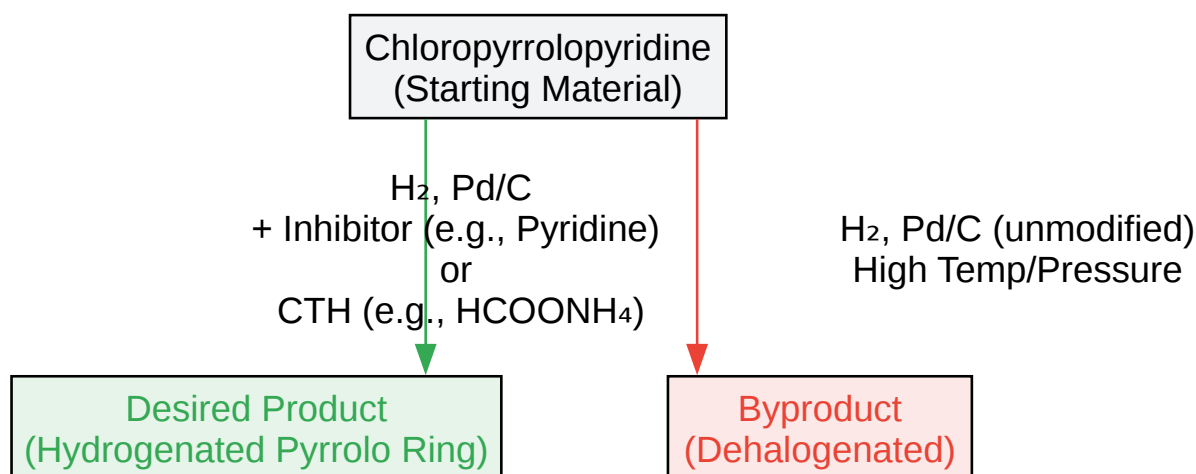 Chloropyrrolopyridine
(Starting Material)
H₂, Pd/C
+ Inhibitor (e.g., Pyridine)
or
CTH (e.g., HCOONH₄)
H₂, Pd/C (unmodified)
High Temp/Pressure
Desired Product
(Hydrogenated Pyrrolo Ring)
Byproduct
(Dehalogenated)